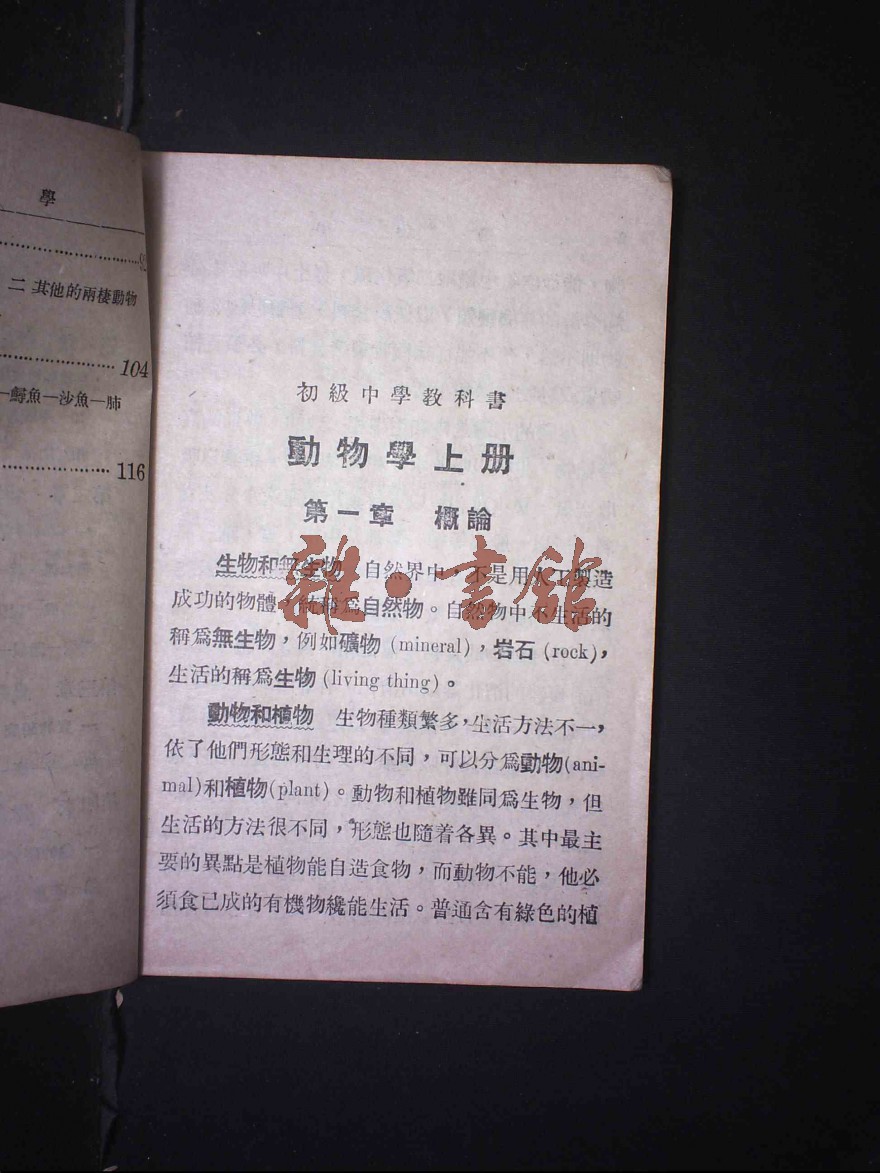 學
二 其他的兩棲動物
104
鱘魚—沙魚—肺
116
初級中學教科書
動物學上册
第一章 概論
生物和無生物 自然界中，不是用人工製造
成功的物體，統稱爲自然物。自然物中不生活的
稱爲無生物，例如礦物 (mineral)，岩石 (rock)，
生活的稱爲生物 (living thing)。
動物和植物 生物種類繁多，生活方法不一，
依了他們形態和生理的不同，可以分爲動物(ani-
mal)和植物(plant)。動物和植物雖同爲生物，但
生活的方法很不同，形態也隨着各異。其中最主
要的異點是植物能自造食物，而動物不能，他必
須食已成的有機物纔能生活。普通含有綠色的植
雜·書館